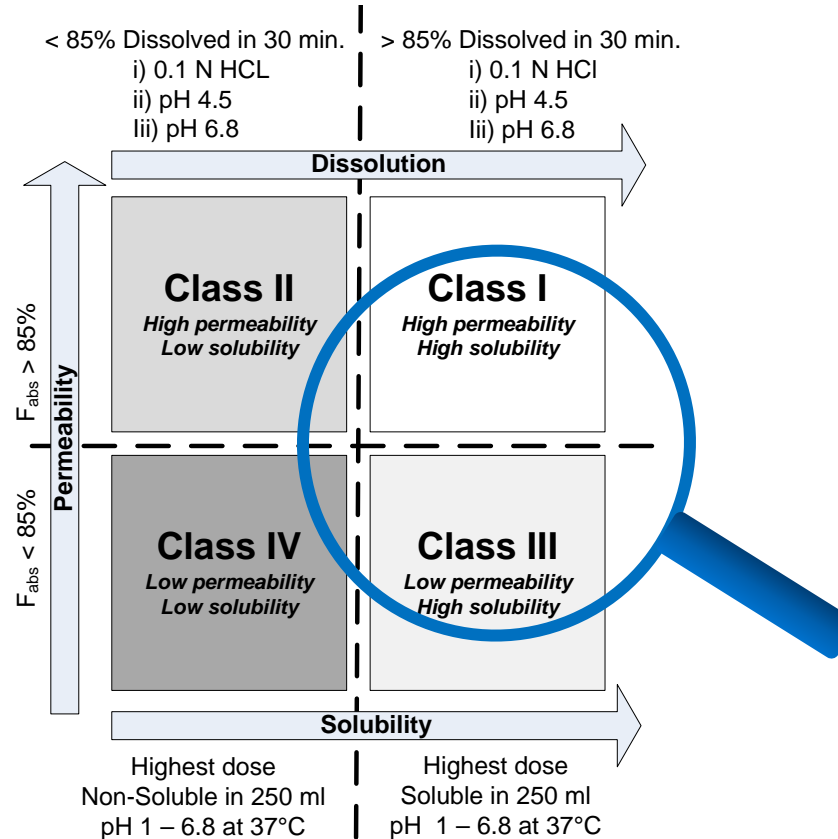 < 85% Dissolved in 30 min.
i) 0.1 N HCL
ii) pH 4.5
Iii) pH 6.8
> 85% Dissolved in 30 min.
i) 0.1 N HCl
ii) pH 4.5
Iii) pH 6.8
Dissolution
Permeability
F_abs > 85%
F_abs < 85%
Class II
High permeability
Low solubility
Class I
High permeability
High solubility
Class IV
Low permeability
Low solubility
Class III
Low permeability
High solubility
Solubility
Highest dose
Non-Soluble in 250 ml
pH 1 – 6.8 at 37°C
Highest dose
Soluble in 250 ml
pH 1 – 6.8 at 37°C